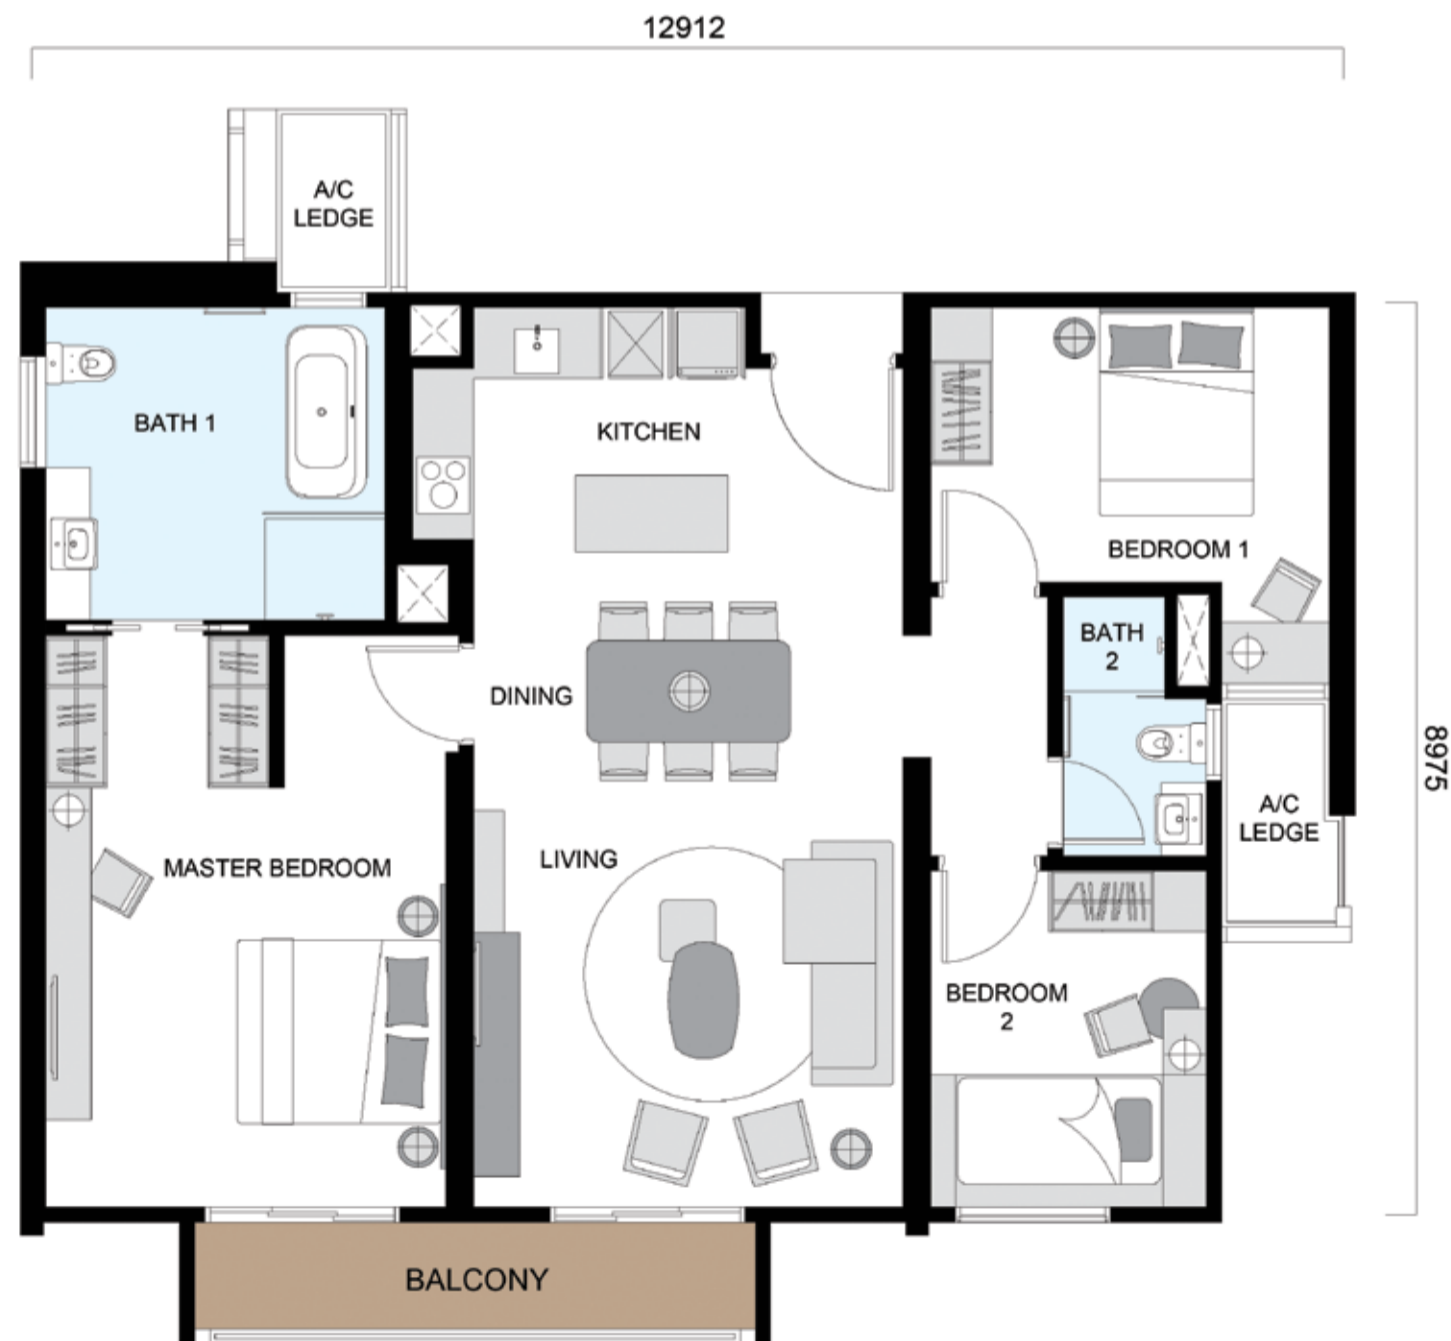 12912
A/C
LEDGE
BATH 1
KITCHEN
BEDROOM 1
BATH
2
DINING
8975
A/C
LEDGE
LIVING
MASTER BEDROOM
BEDROOM
2
BALCONY